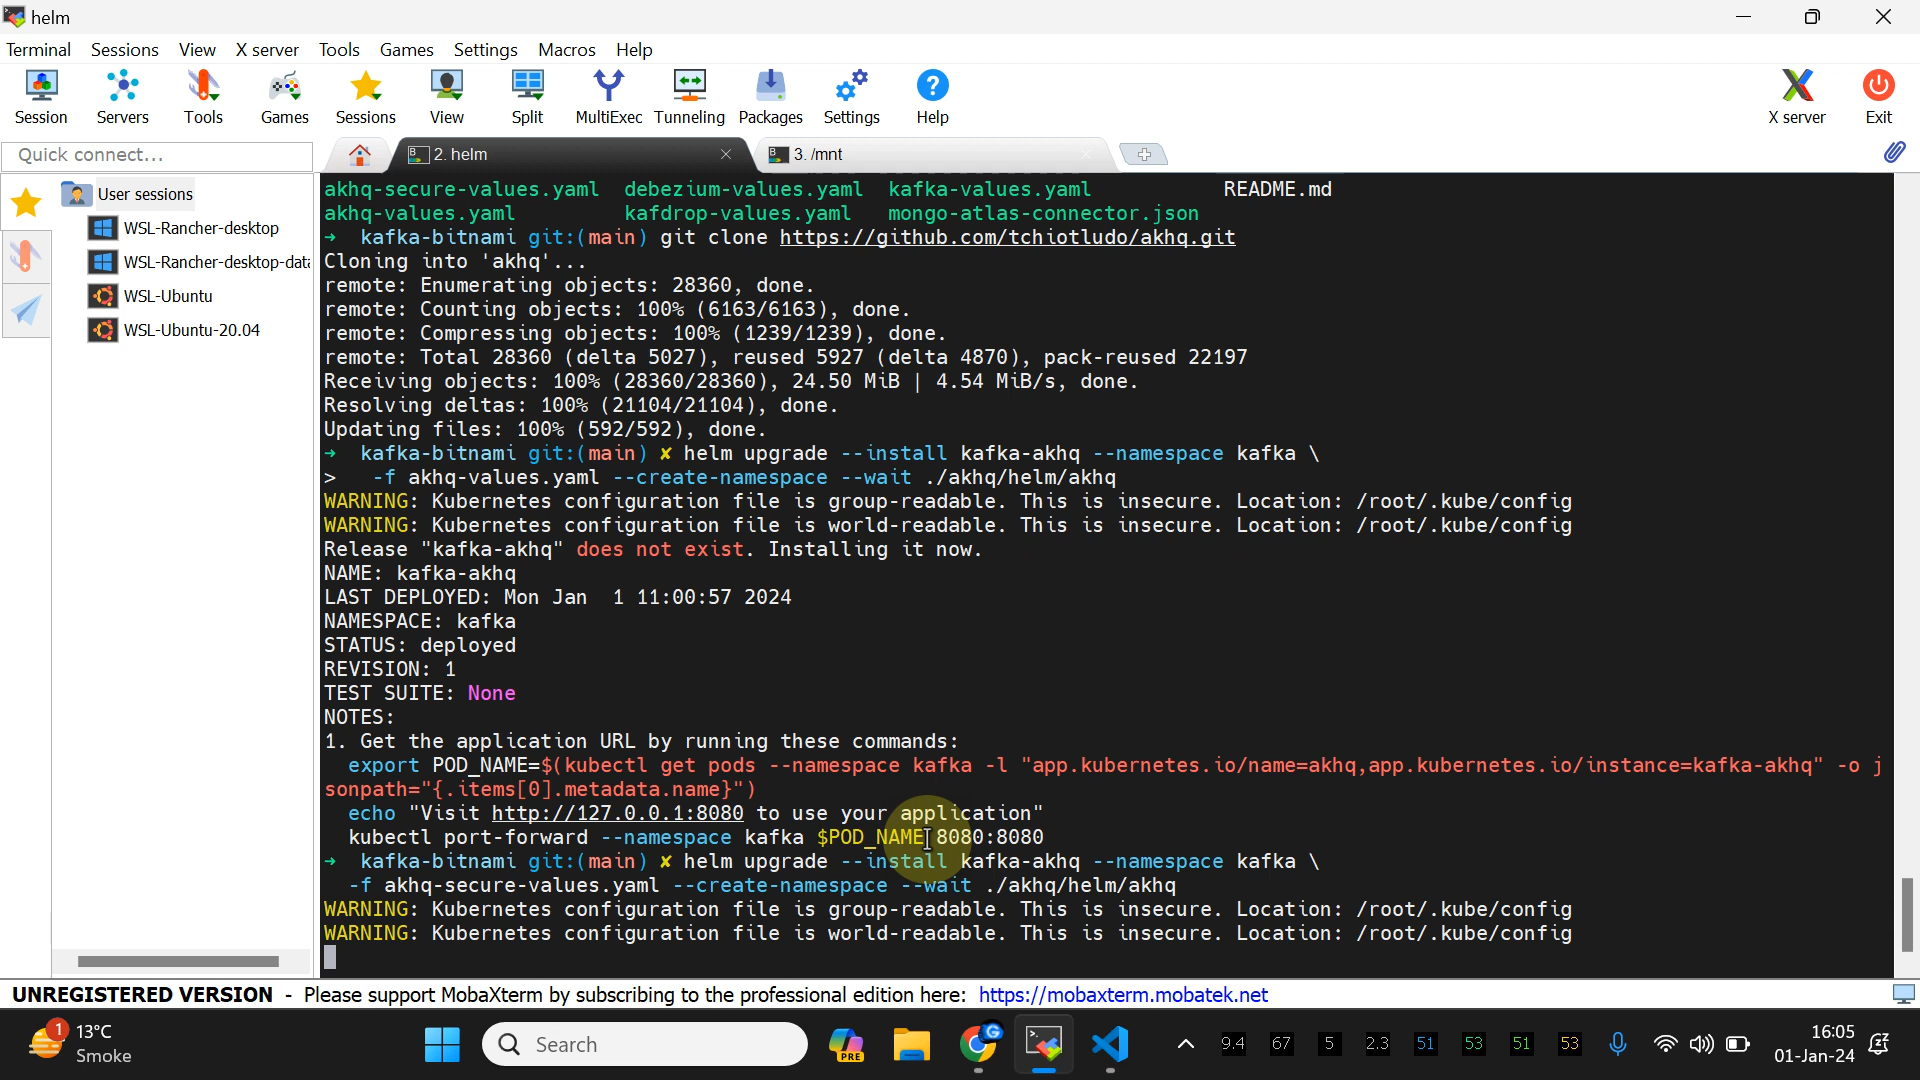 helm
Terminal Sessions View X server Tools Games Settings Macros Help
Session Servers Tools Games Sessions View Split MultiExec Tunneling Packages Settings Help X server Exit
Quick connect... 2. helm 3. /mnt
User sessions
WSL-Rancher-desktop
WSL-Rancher-desktop-data
WSL-Ubuntu
WSL-Ubuntu-20.04
akhq-secure-values.yaml debezium-values.yaml kafka-values.yaml README.md
akhq-values.yaml kafdrop-values.yaml mongo-atlas-connector.json
➜ kafka-bitnami git:(main) git clone https://github.com/tchiotludo/akhq.git
Cloning into 'akhq'...
remote: Enumerating objects: 28360, done.
remote: Counting objects: 100% (6163/6163), done.
remote: Compressing objects: 100% (1239/1239), done.
remote: Total 28360 (delta 5027), reused 5927 (delta 4870), pack-reused 22197
Receiving objects: 100% (28360/28360), 24.50 MiB | 4.54 MiB/s, done.
Resolving deltas: 100% (21104/21104), done.
Updating files: 100% (592/592), done.
➜ kafka-bitnami git:(main) ✘ helm upgrade --install kafka-akhq --namespace kafka \
> -f akhq-values.yaml --create-namespace --wait ./akhq/helm/akhq
WARNING: Kubernetes configuration file is group-readable. This is insecure. Location: /root/.kube/config
WARNING: Kubernetes configuration file is world-readable. This is insecure. Location: /root/.kube/config
Release "kafka-akhq" does not exist. Installing it now.
NAME: kafka-akhq
LAST DEPLOYED: Mon Jan 1 11:00:57 2024
NAMESPACE: kafka
STATUS: deployed
REVISION: 1
TEST SUITE: None
NOTES:
1. Get the application URL by running these commands:
export POD_NAME=$(kubectl get pods --namespace kafka -l "app.kubernetes.io/name=akhq,app.kubernetes.io/instance=kafka-akhq" -o j
sonpath="{.items[0].metadata.name}")
echo "Visit http://127.0.0.1:8080 to use your application"
kubectl port-forward --namespace kafka $POD_NAME 8080:8080
➜ kafka-bitnami git:(main) ✘ helm upgrade --install kafka-akhq --namespace kafka \
-f akhq-secure-values.yaml --create-namespace --wait ./akhq/helm/akhq
WARNING: Kubernetes configuration file is group-readable. This is insecure. Location: /root/.kube/config
WARNING: Kubernetes configuration file is world-readable. This is insecure. Location: /root/.kube/config
UNREGISTERED VERSION - Please support MobaXterm by subscribing to the professional edition here: https://mobaxterm.mobatek.net
1 13°C
Smoke
Search PRE G 9.4 67 5 2.3 51 53 51 53 16:05
01-Jan-24